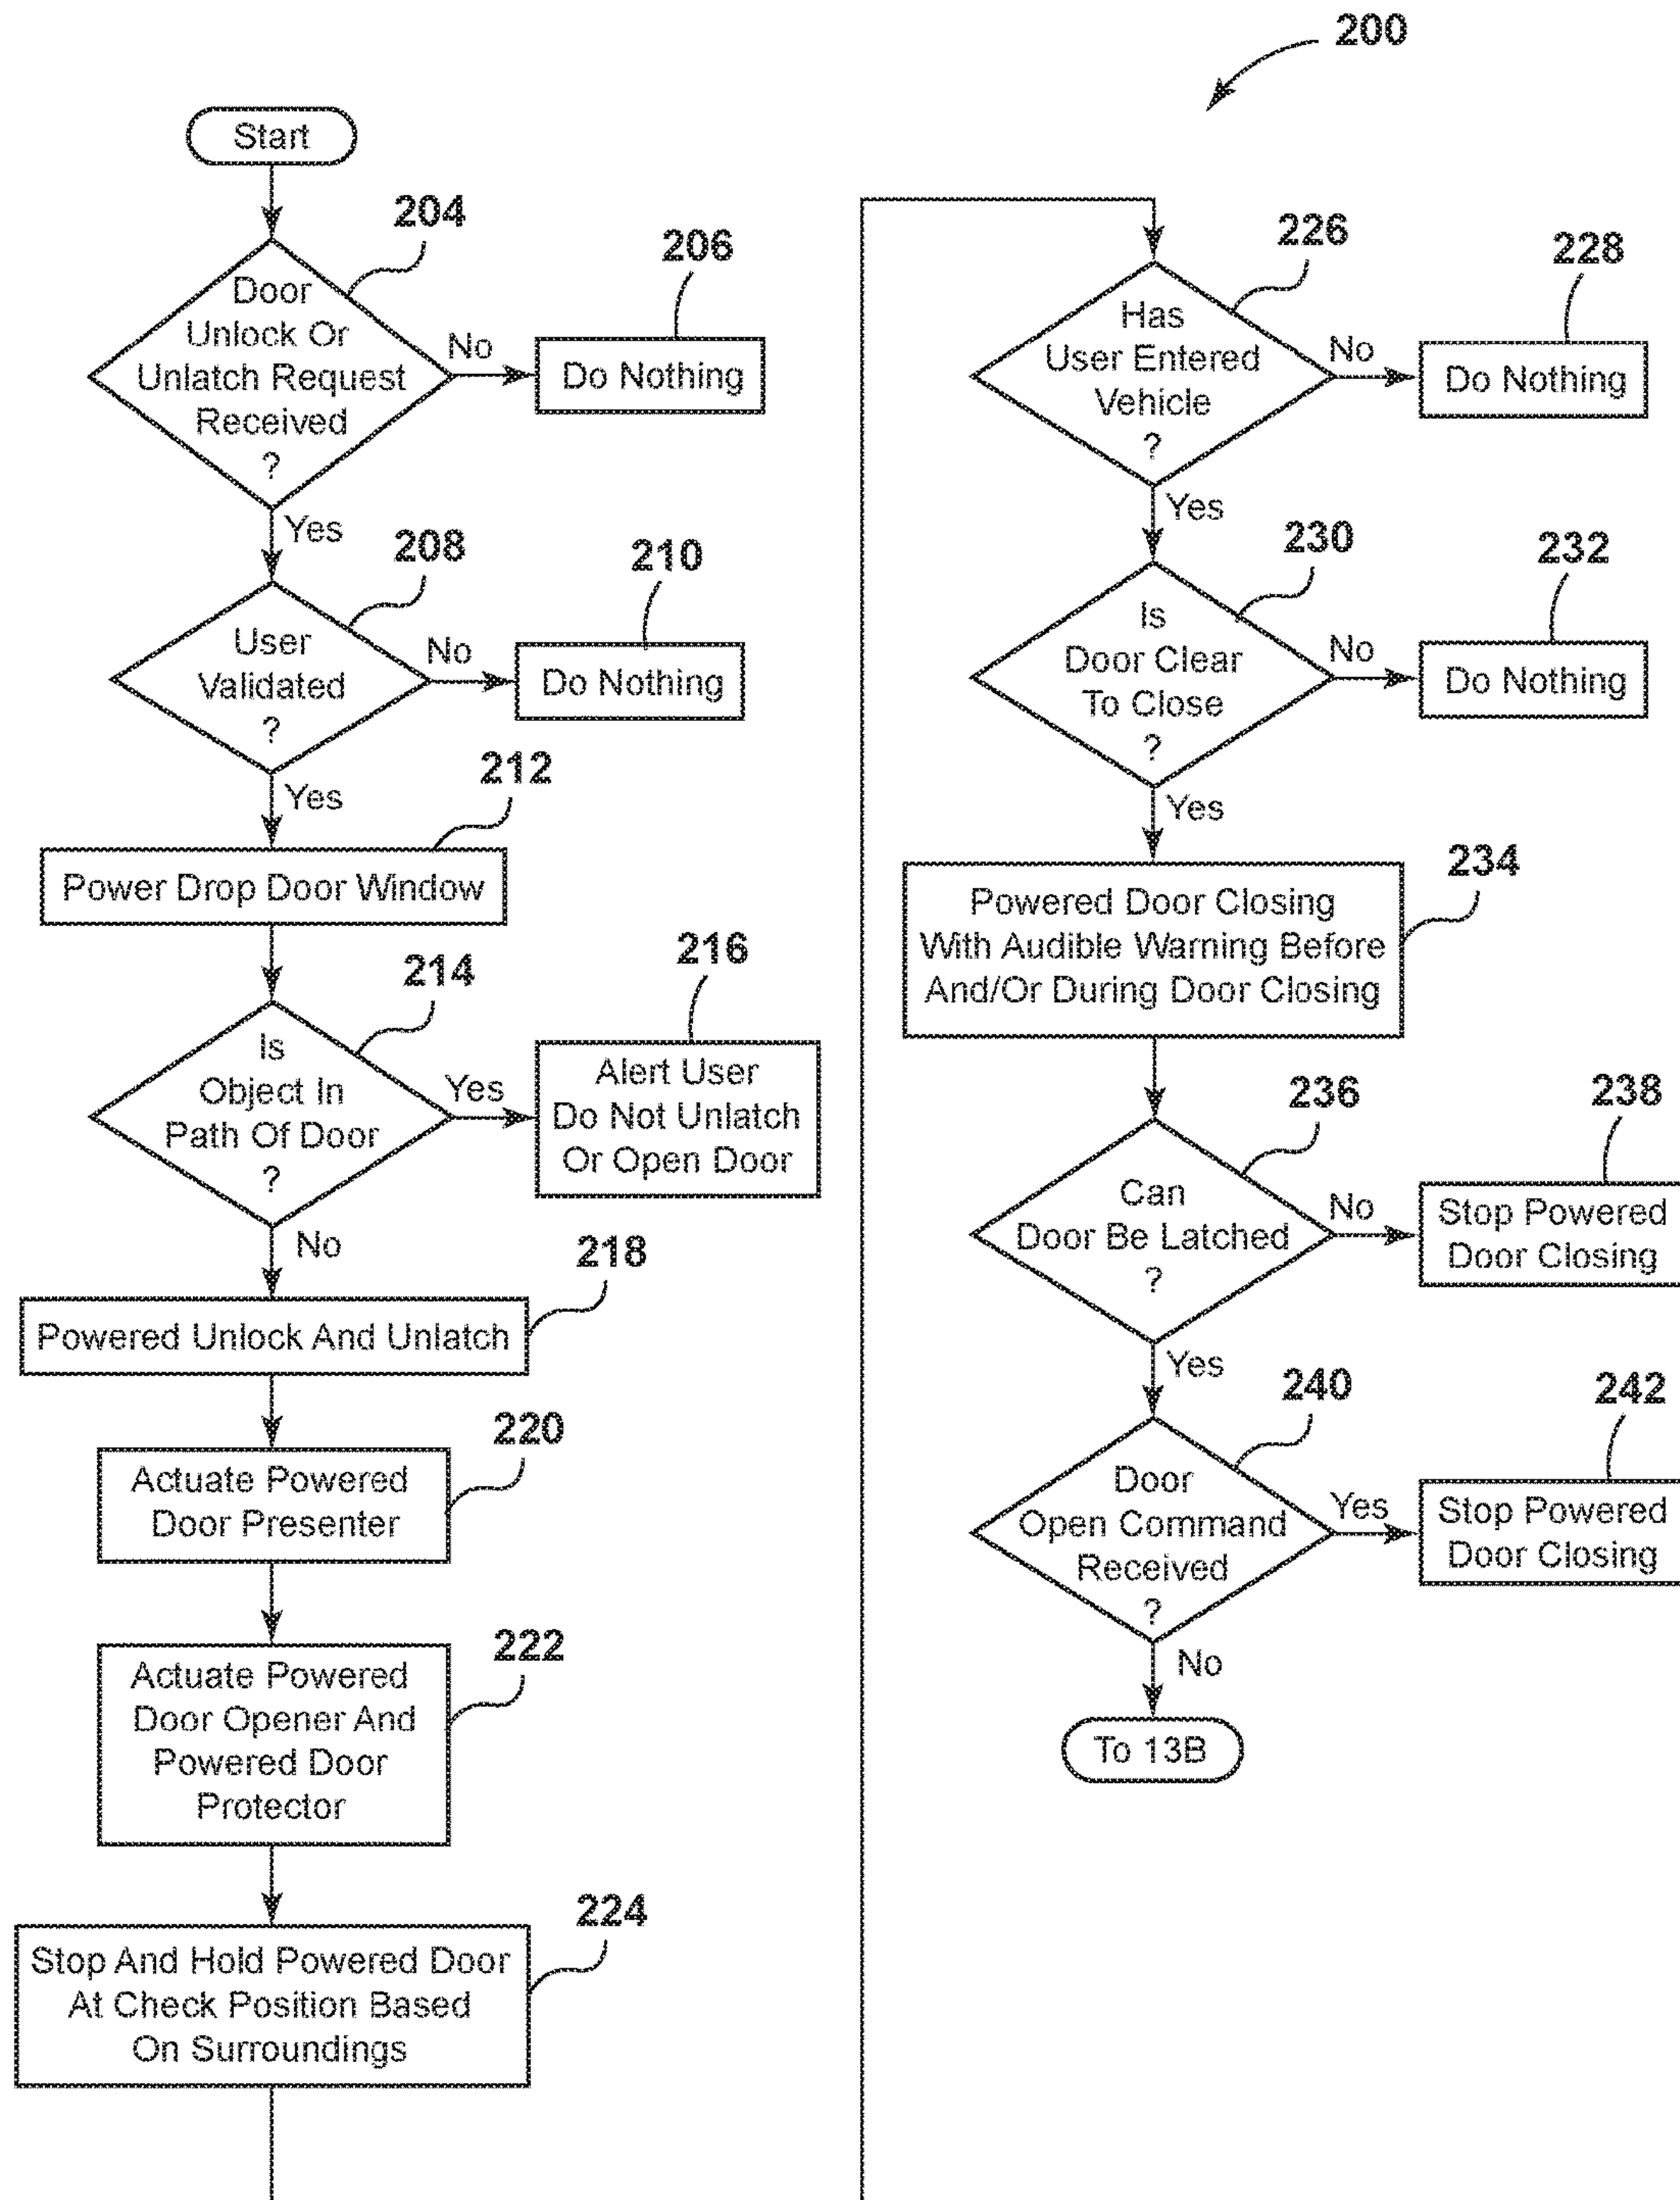 200
Start
204
Door
Unlock Or
Unlatch Request
Received
?
No
206
Do Nothing
Yes
208
User
Validated
?
No
210
Do Nothing
Yes
212
Power Drop Door Window
214
Is
Object In
Path Of Door
?
Yes
216
Alert User
Do Not Unlatch
Or Open Door
No
218
Powered Unlock And Unlatch
220
Actuate Powered
Door Presenter
222
Actuate Powered
Door Opener And
Powered Door
Protector
224
Stop And Hold Powered Door
At Check Position Based
On Surroundings
226
Has
User Entered
Vehicle
?
No
228
Do Nothing
Yes
230
Is
Door Clear
To Close
?
No
232
Do Nothing
Yes
234
Powered Door Closing
With Audible Warning Before
And/Or During Door Closing
236
Can
Door Be Latched
?
No
238
Stop Powered
Door Closing
Yes
240
Door
Open Command
Received
?
Yes
242
Stop Powered
Door Closing
No
To 13B